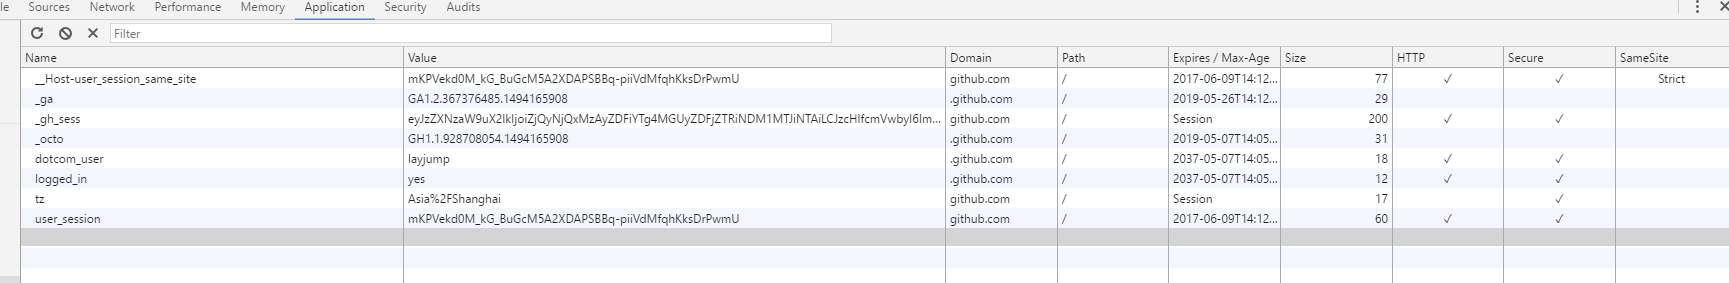 le Sources Network Performance Memory Application Security Audits
Filter
Name Value Domain Path Expires / Max-Age Size HTTP Secure SameSite
__Host-user_session_same_site mKPVekd0M_kG_BuGcM5A2XDAPSBBq-piiVdMfqhKksDrPwmU github.com / 2017-06-09T14:12... 77 ✓ ✓ Strict
_ga GA1.2.367376485.1494165908 .github.com / 2019-05-26T14:12... 29
_gh_sess eyJzZXNzaW9uX2lkIjoiZjQyNjQxMzAyZDFiYTg4MGUyZDFjZTRiNDM1MTJiNTAiLCJzcHlfcmVwbyI6Im... github.com / Session 200 ✓ ✓
_octo GH1.1.928708054.1494165908 .github.com / 2019-05-07T14:05... 31
dotcom_user layjump .github.com / 2037-05-07T14:05... 18 ✓ ✓
logged_in yes .github.com / 2037-05-07T14:05... 12 ✓ ✓
tz Asia%2FShanghai github.com / Session 17 ✓
user_session mKPVekd0M_kG_BuGcM5A2XDAPSBBq-piiVdMfqhKksDrPwmU github.com / 2017-06-09T14:12... 60 ✓ ✓